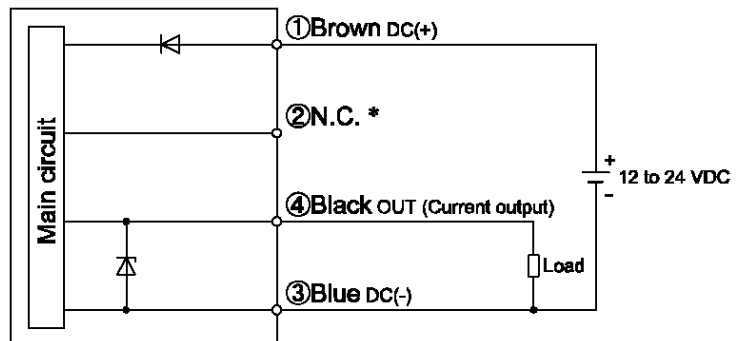 ①Brown DC(+)
②N.C. *
Main circuit
+
12 to 24 VDC
-
④Black OUT (Current output)
Load
③Blue DC(-)